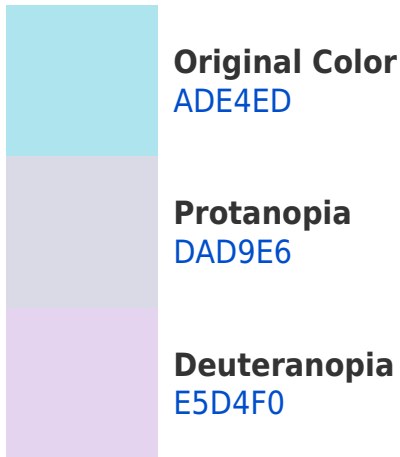 Original Color
ADE4ED
Protanopia
DAD9E6
Deuteranopia
E5D4F0